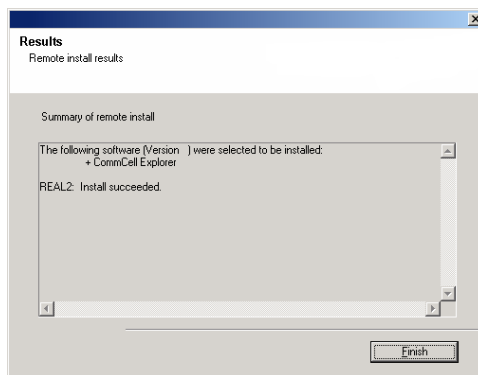 Results
Remote install results
Summary of remote install
The following software (Version   ) were selected to be installed:
+ CommCell Explorer
REAL2:  Install succeeded.
Finish